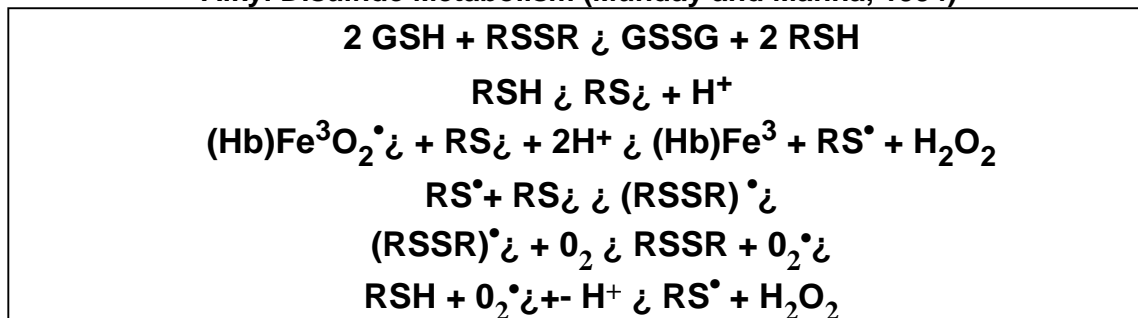 Alkyl Disulfide Metabolism (Munday and Manna, 1994)
2 GSH + RSSR ¿ GSSG + 2 RSH
RSH ¿ RS¿ + H⁺
(Hb)Fe³O₂•¿ + RS¿ + 2H⁺ ¿ (Hb)Fe³ + RS• + H₂O₂
RS•+ RS¿ ¿ (RSSR) •¿
(RSSR)•¿ + 0₂ ¿ RSSR + 0₂•¿
RSH + 0₂•¿+- H⁺ ¿ RS• + H₂O₂